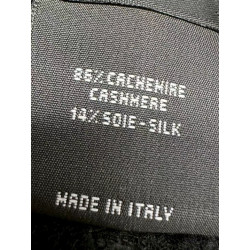 86% CACHEMIRE
CASHMERE
14% SOIE-SILK
MADE IN ITALY